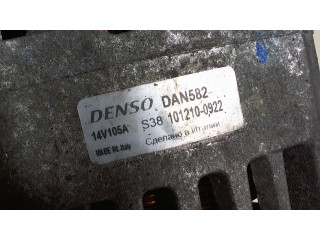 DENSO DAN582
14V105A S38 101210-0922
MADE IN Italy Сделано в Италии